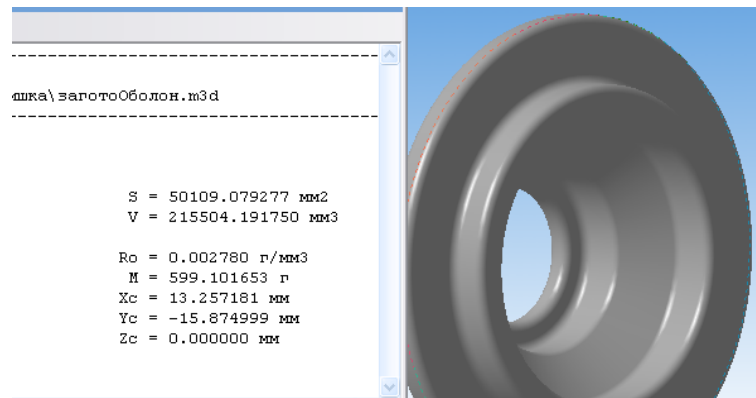 ишка\заготоОболон.m3d
S = 50109.079277 мм2
V = 215504.191750 мм3
Ro = 0.002780 г/мм3
M = 599.101653 г
Xc = 13.257181 мм
Yc = -15.874999 мм
Zc = 0.000000 мм